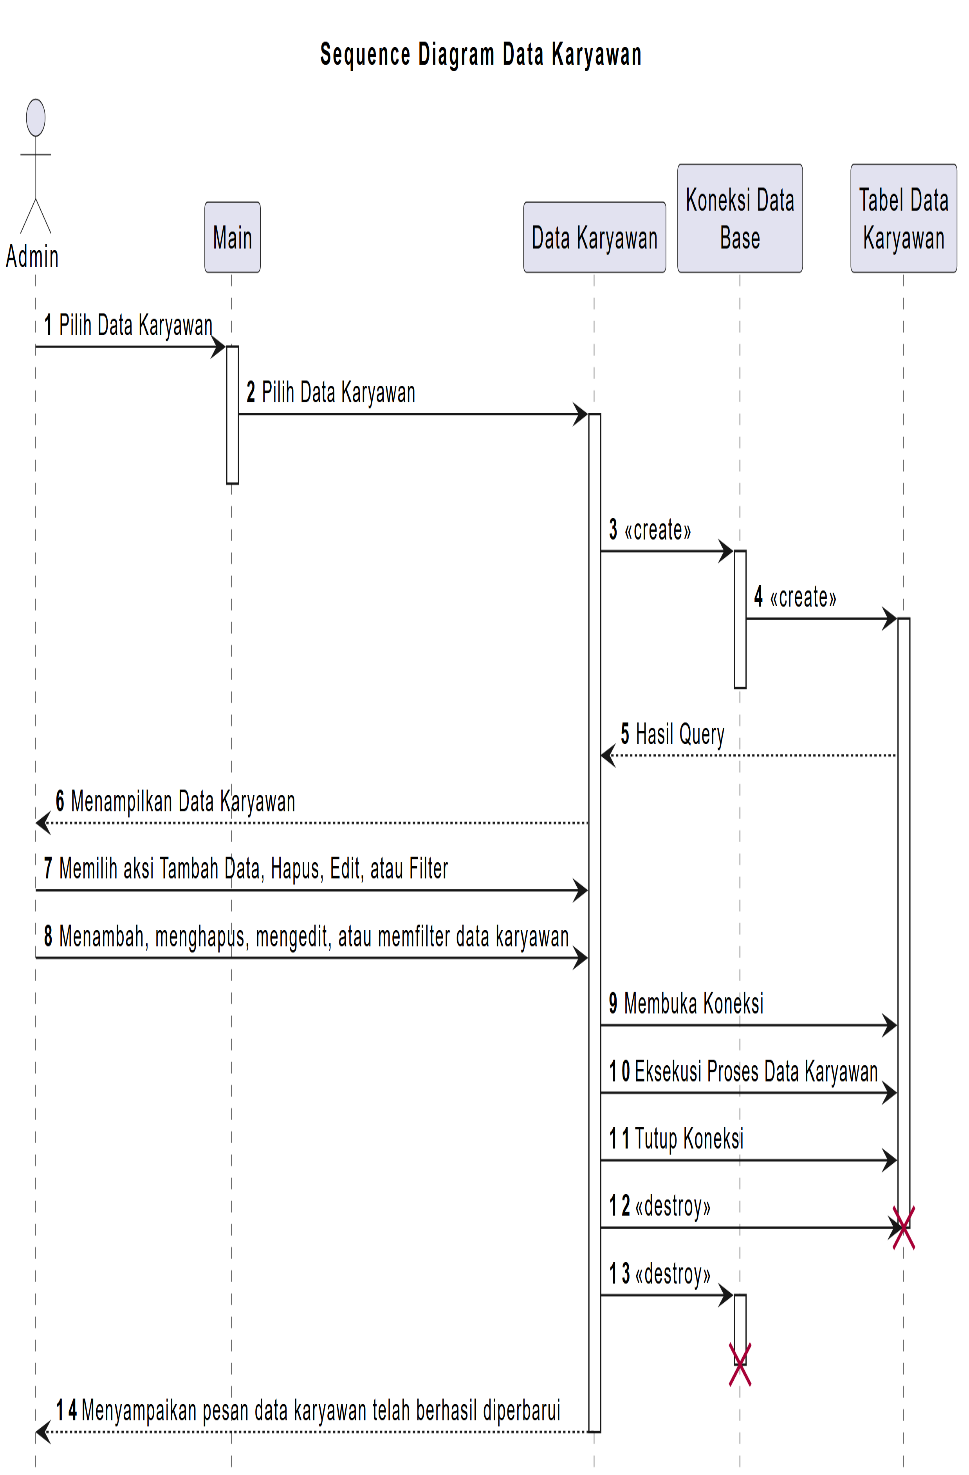 Sequence Diagram Data Karyawan
Admin
Main
Data Karyawan
Koneksi Data
Base
Tabel Data
Karyawan
1 Pilih Data Karyawan
2 Pilih Data Karyawan
3 «create»
4 «create»
5 Hasil Query
6 Menampilkan Data Karyawan
7 Memilih aksi Tambah Data, Hapus, Edit, atau Filter
8 Menambah, menghapus, mengedit, atau memfilter data karyawan
9 Membuka Koneksi
10 Eksekusi Proses Data Karyawan
11 Tutup Koneksi
12 «destroy»
13 «destroy»
14 Menyampaikan pesan data karyawan telah berhasil diperbarui